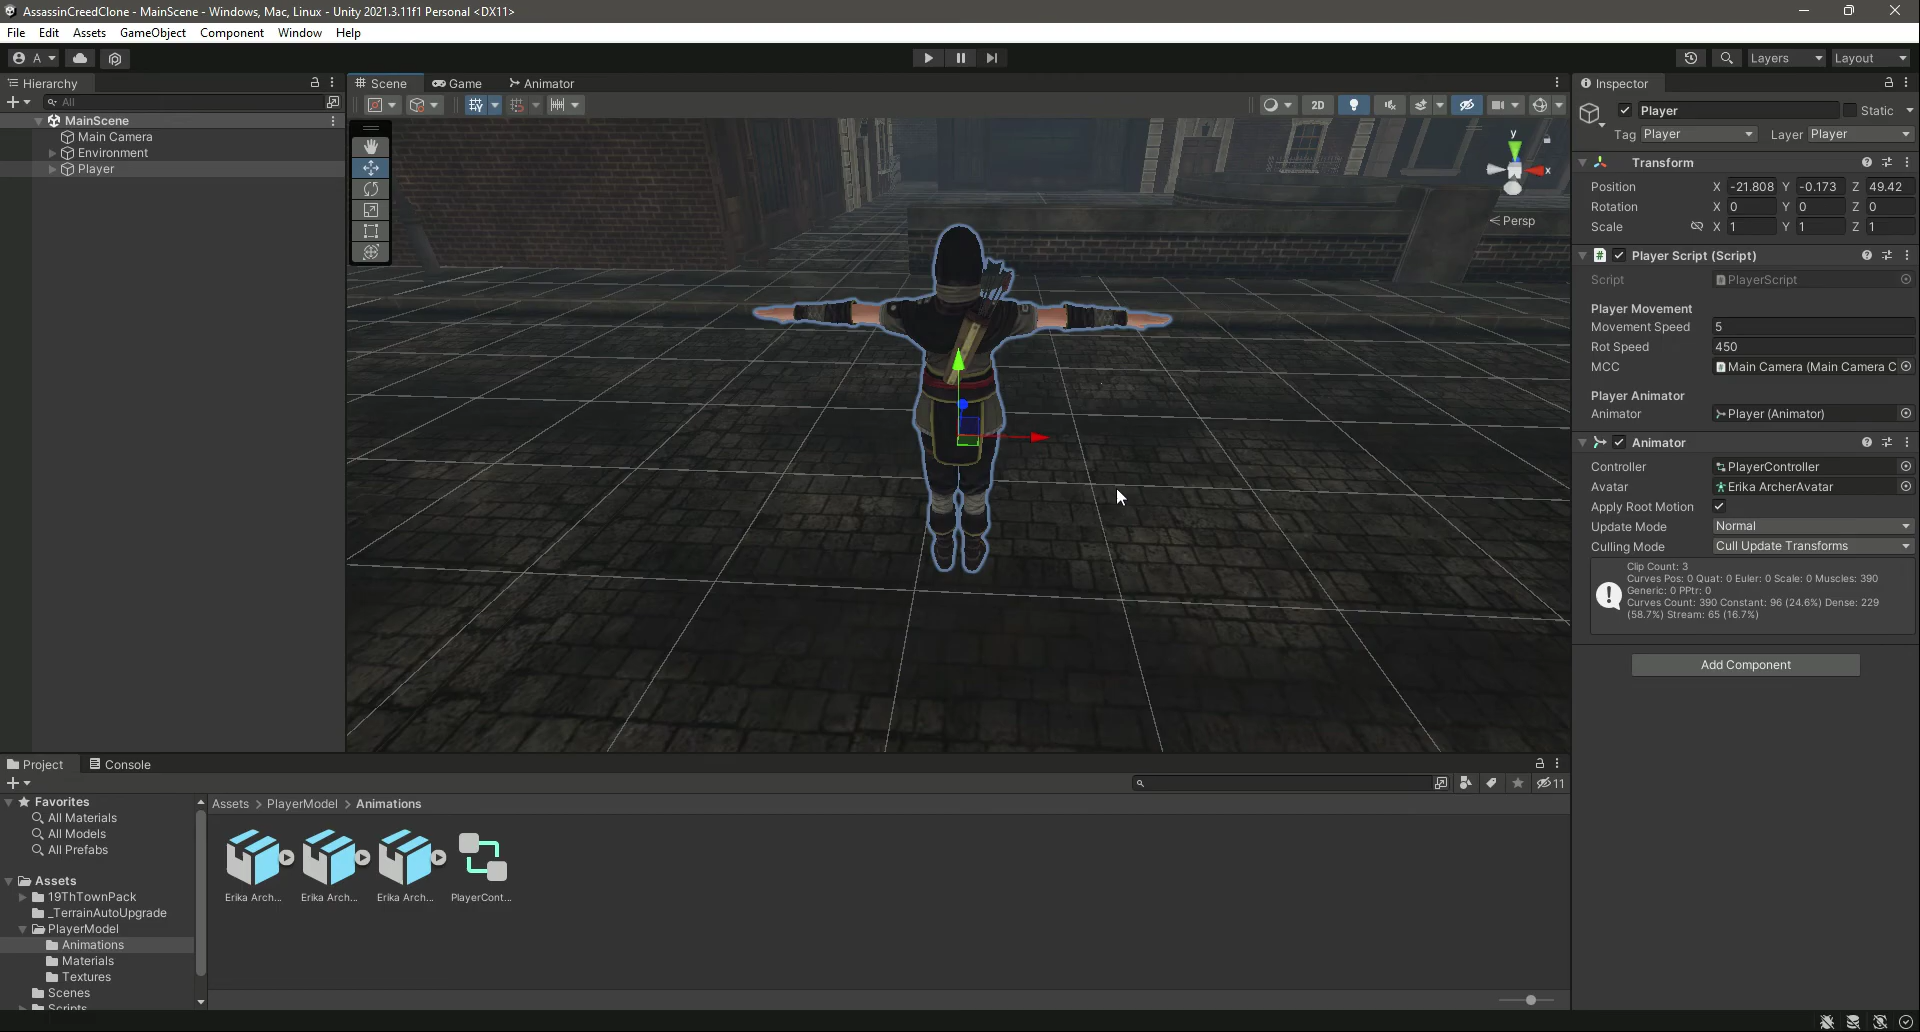 AssassinCreedClone - MainScene - Windows, Mac, Linux - Unity 2021.3.11f1 Personal <DX11>
File Edit Assets GameObject Component Window Help
A
Layers
Layout
Hierarchy
All
MainScene
Main Camera
Environment
Player
Scene
Game
Animator
2D
y
x
Persp
Inspector
Player
Static
Tag Player
Layer Player
Transform
Position X -21.808 Y -0.173 Z 49.42
Rotation X 0 Y 0 Z 0
Scale X 1 Y 1 Z 1
Player Script (Script)
Script PlayerScript
Player Movement
Movement Speed 5
Rot Speed 450
MCC Main Camera (Main Camera C
Player Animator
Animator Player (Animator)
Animator
Controller PlayerController
Avatar Erika ArcherAvatar
Apply Root Motion
Update Mode Normal
Culling Mode Cull Update Transforms
Clip Count: 3
Curves Pos: 0 Quat: 0 Euler: 0 Scale: 0 Muscles: 390
Generic: 0 PPtr: 0
Curves Count: 390 Constant: 96 (24.6%) Dense: 229
(58.7%) Stream: 65 (16.7%)
Add Component
Project
Console
11
Favorites
All Materials
All Models
All Prefabs
Assets
19ThTownPack
_TerrainAutoUpgrade
PlayerModel
Animations
Materials
Textures
Scenes
Scripts
Assets > PlayerModel > Animations
Erika Arch...
Erika Arch...
Erika Arch...
PlayerCont...